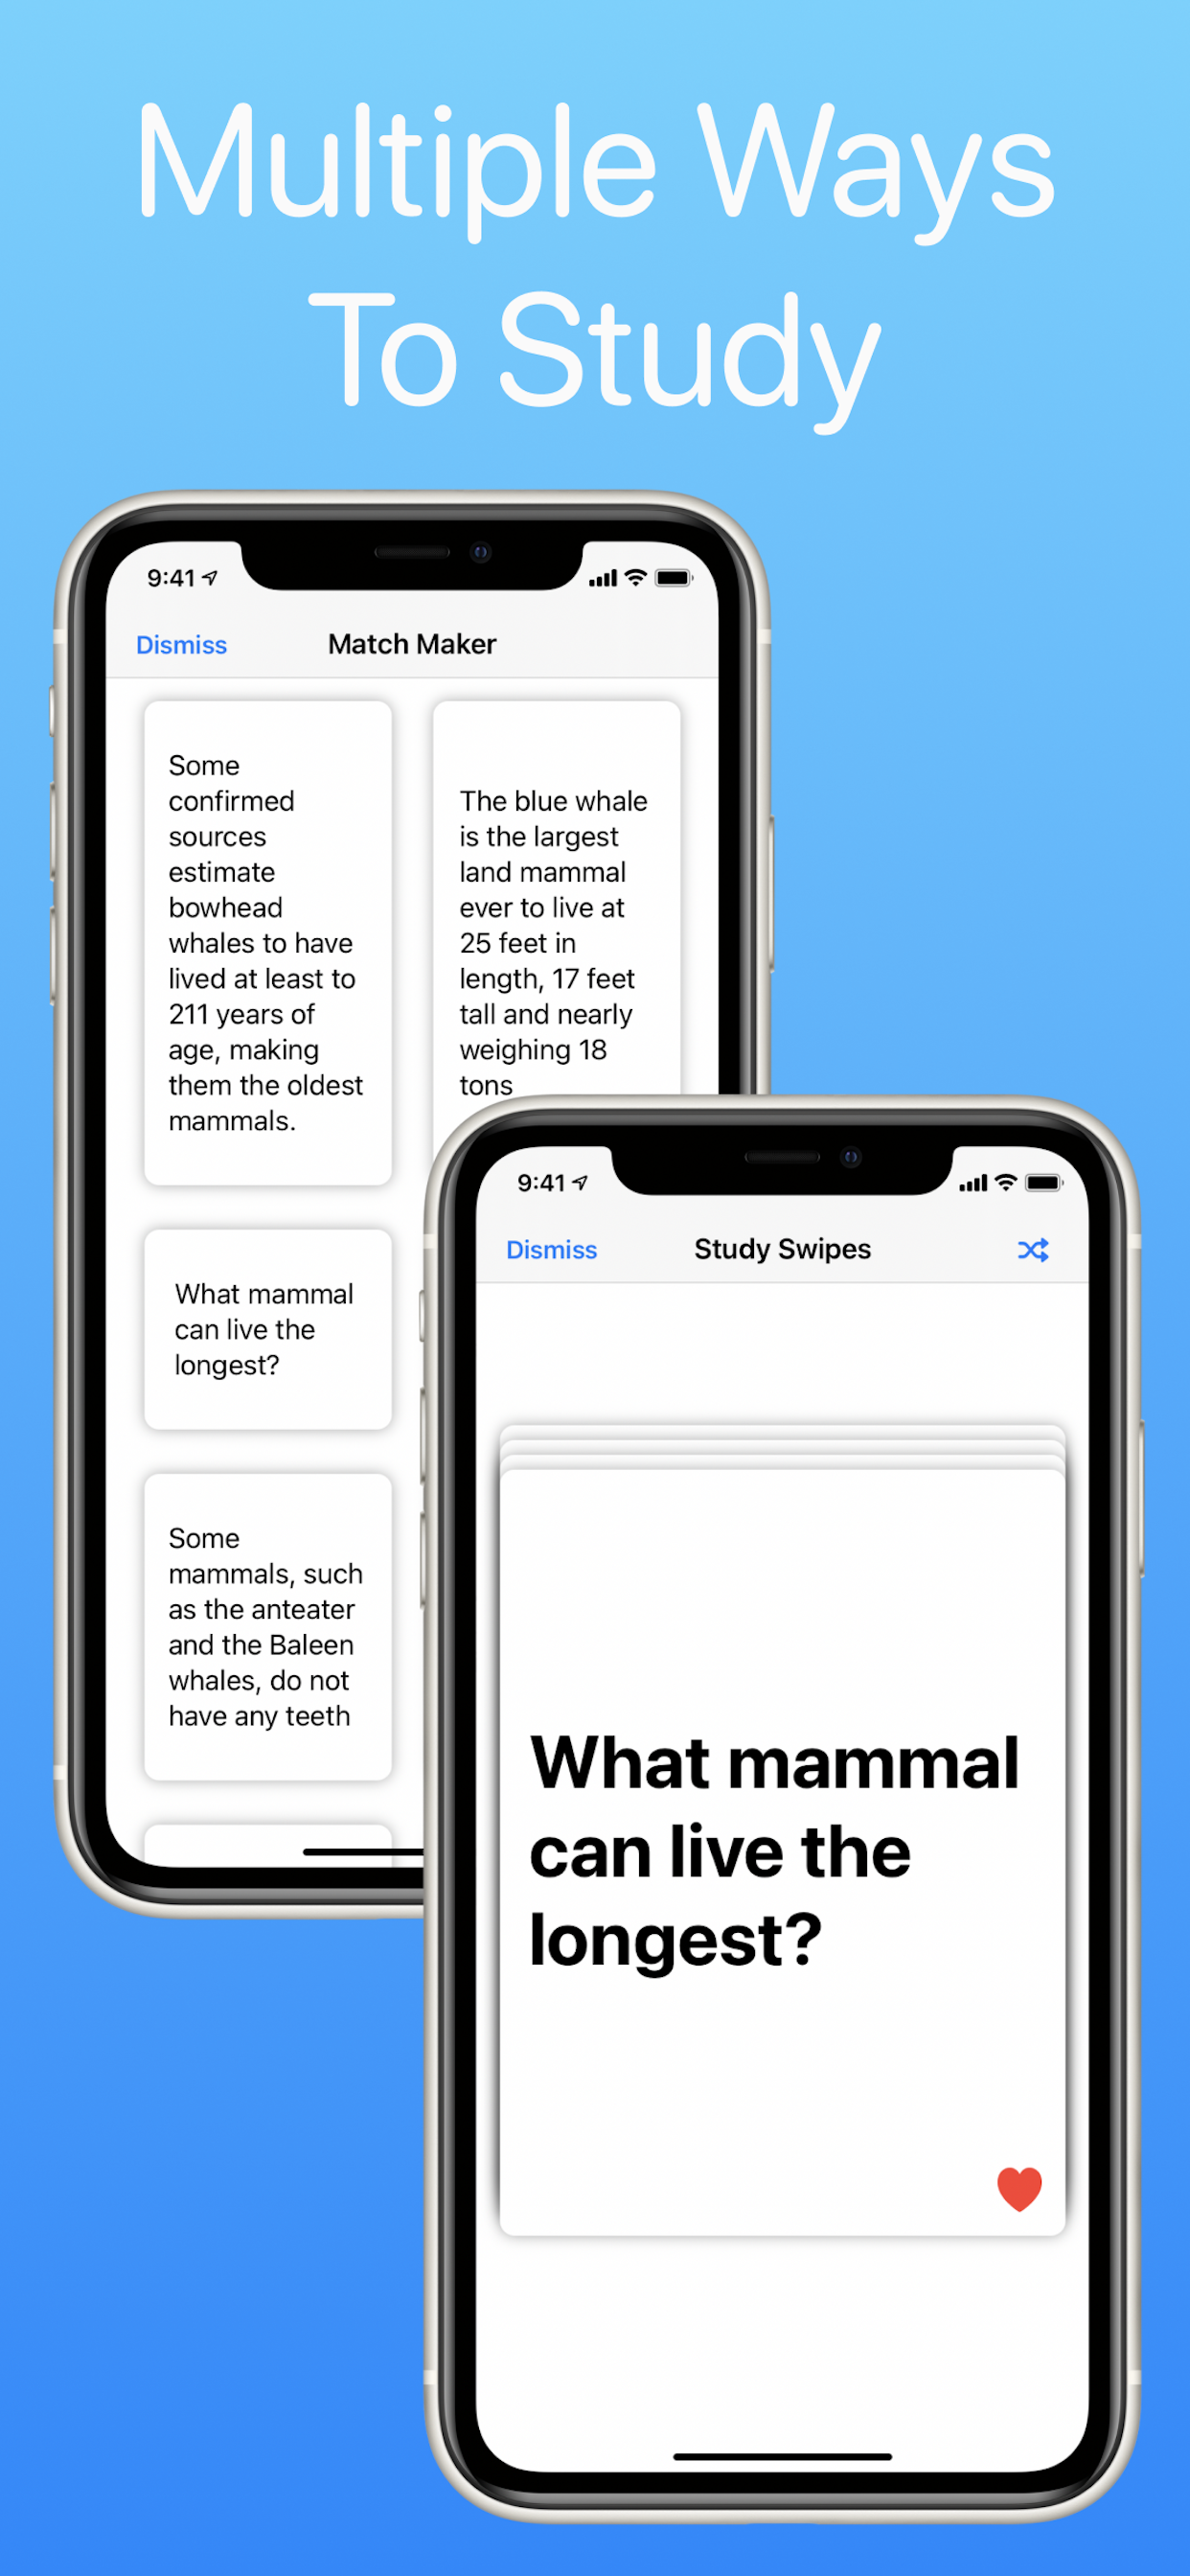 Multiple Ways
To Study
9:41
Dismiss
Match Maker
Some
confirmed
sources
estimate
bowhead
whales to have
lived at least to
211 years of
age, making
them the oldest
mammals.
The blue whale
is the largest
land mammal
ever to live at
25 feet in
length, 17 feet
tall and nearly
weighing 18
tons
What mammal
can live the
longest?
Some
mammals, such
as the anteater
and the Baleen
whales, do not
have any teeth
9:41
Dismiss
Study Swipes
What mammal
can live the
longest?